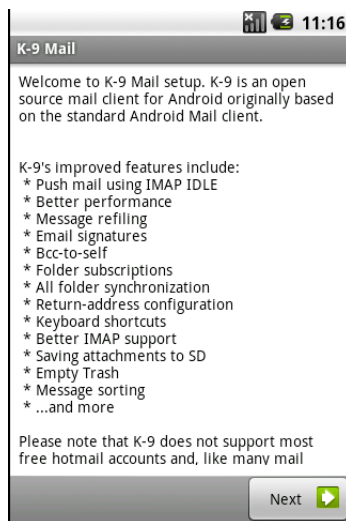 11:16
K-9 Mail
Welcome to K-9 Mail setup. K-9 is an open
source mail client for Android originally based
on the standard Android Mail client.
K-9's improved features include:
* Push mail using IMAP IDLE
* Better performance
* Message refiling
* Email signatures
* Bcc-to-self
* Folder subscriptions
* All folder synchronization
* Return-address configuration
* Keyboard shortcuts
* Better IMAP support
* Saving attachments to SD
* Empty Trash
* Message sorting
* ...and more
Please note that K-9 does not support most
free hotmail accounts and, like many mail
Next